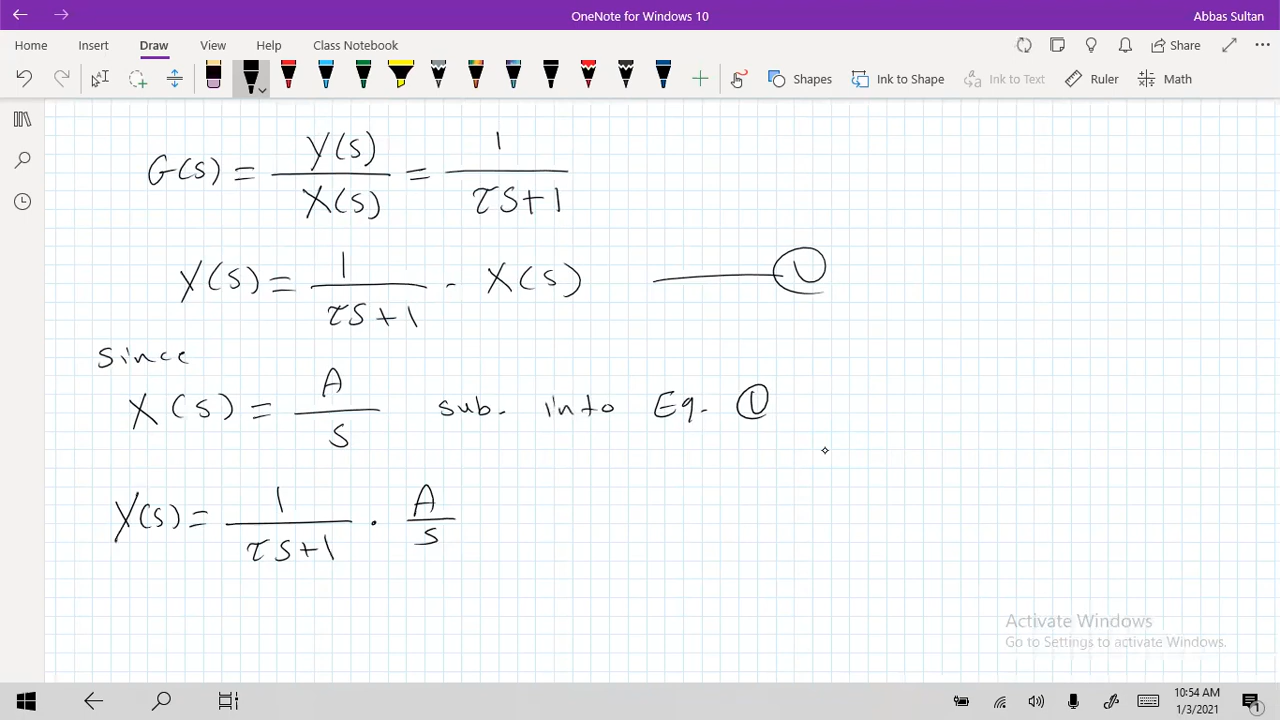 OneNote for Windows 10
Abbas Sultan
Home Insert Draw View Help Class Notebook
Share
Shapes Ink to Shape Ink to Text Ruler Math
G(s) = Y(s) / X(s) = 1 / τs+1
Y(s) = 1 / τs+1 · X(s) ——— ①
since
X(s) = A / s sub. into Eq. ①
Y(s) = 1 / τs+1 · A / s
Activate Windows
Go to Settings to activate Windows.
10:54 AM
1/3/2021
1